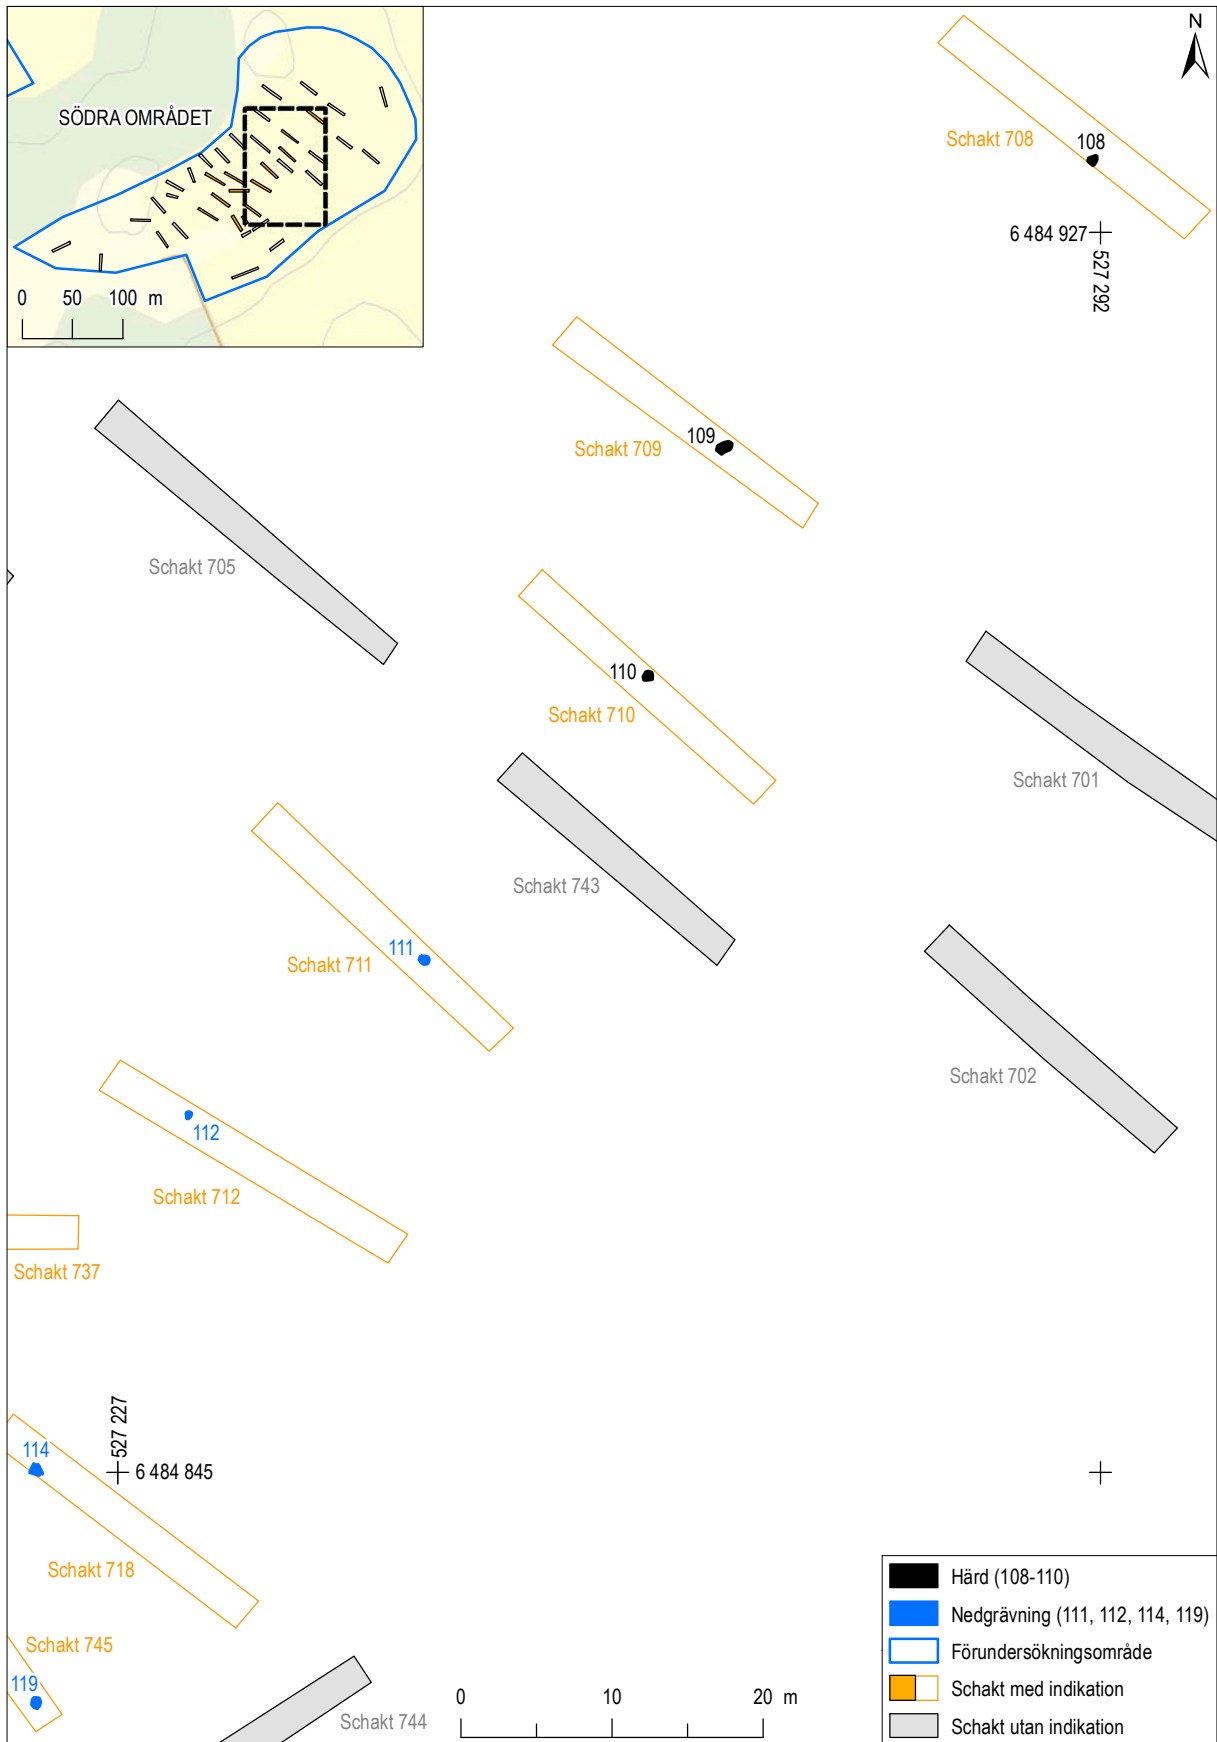 SÖDRA OMRÅDET
0 50 100 m
N
Schakt 708
108
6 484 927
527 292
109
Schakt 709
Schakt 705
110
Schakt 710
Schakt 701
Schakt 743
111
Schakt 711
Schakt 702
112
Schakt 712
Schakt 737
527 227
6 484 845
114
Schakt 718
Schakt 745
119
Schakt 744
0 10 20 m
Härd (108-110)
Nedgrävning (111, 112, 114, 119)
Förundersökningsområde
Schakt med indikation
Schakt utan indikation